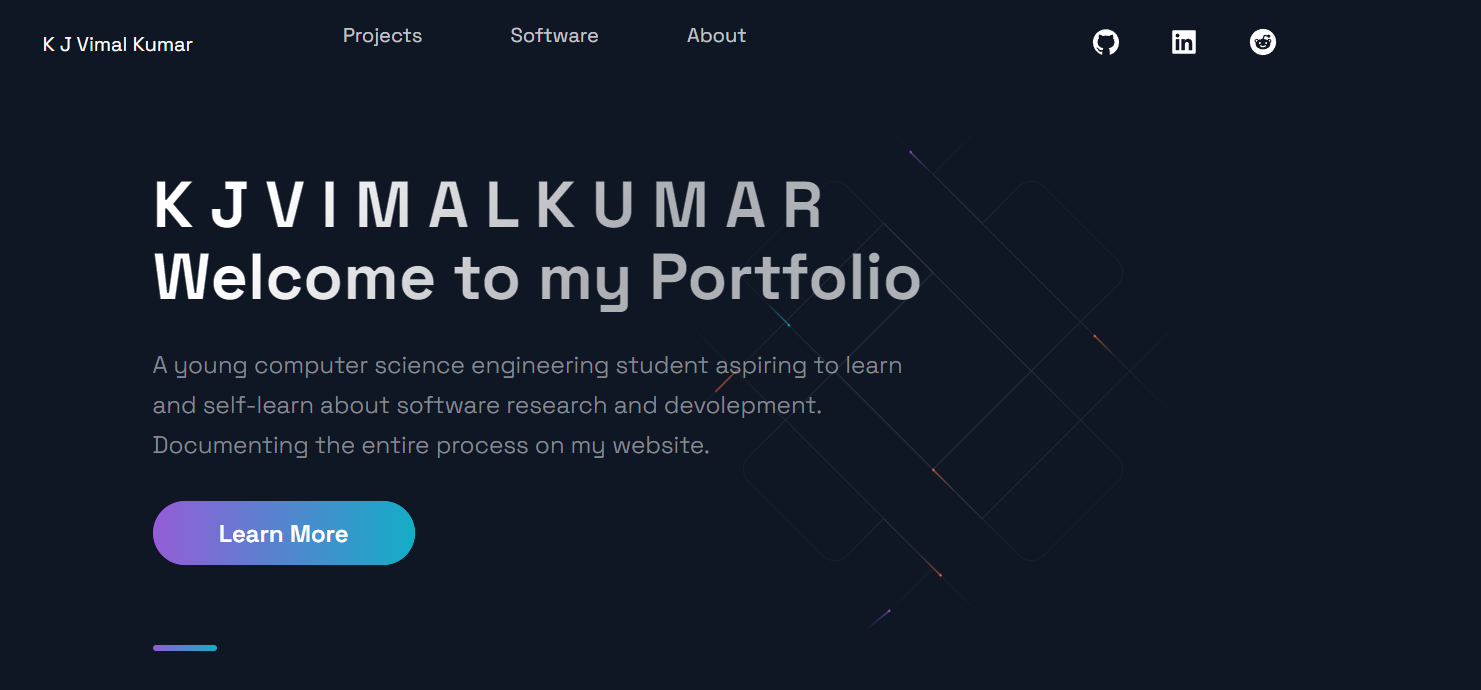 K J Vimal Kumar
Projects
Software
About
in
K J V I M A L K U M A R
Welcome to my Portfolio
A young computer science engineering student aspiring to learn
and self-learn about software research and devolepment.
Documenting the entire process on my website.
Learn More